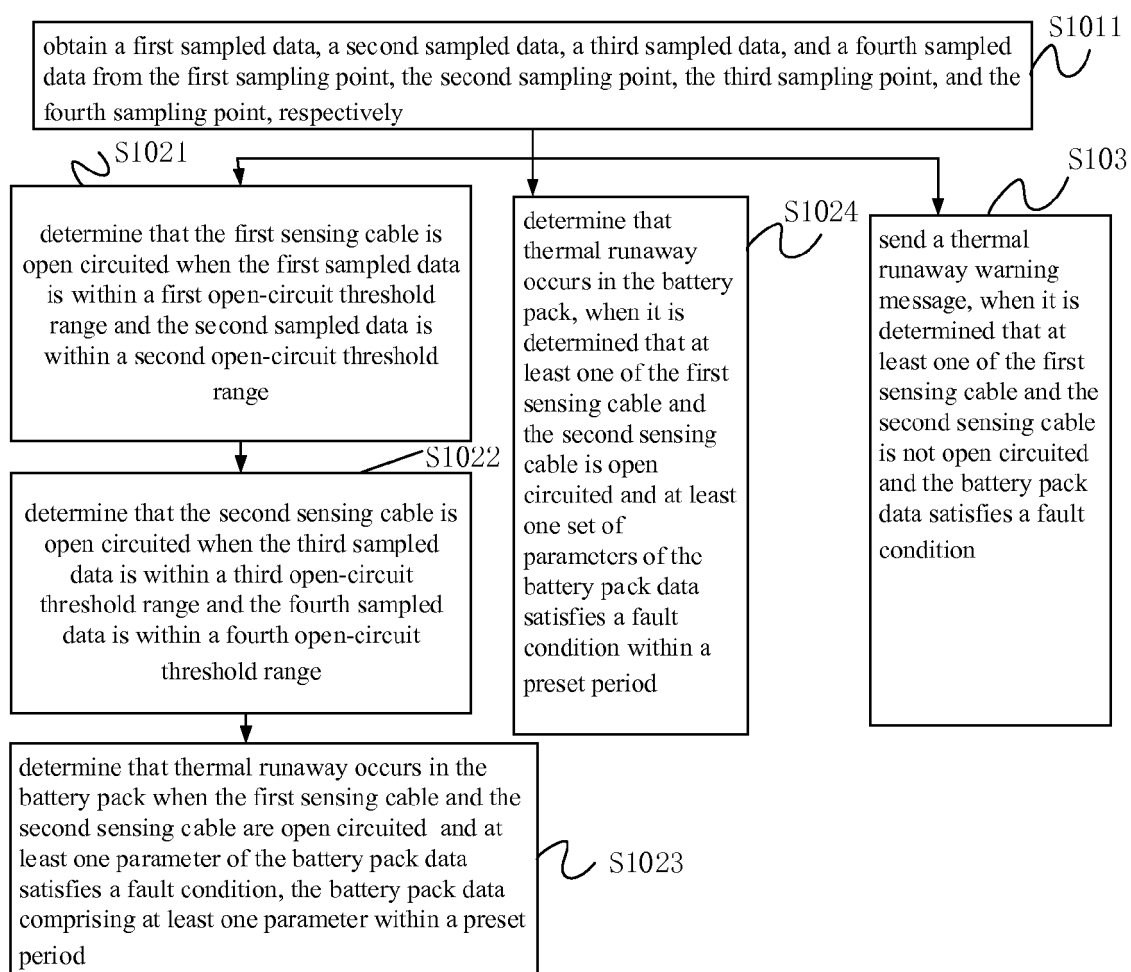 S1011
obtain a first sampled data, a second sampled data, a third sampled data, and a fourth sampled
data from the first sampling point, the second sampling point, the third sampling point, and the
fourth sampling point, respectively
S1021
determine that the first sensing cable is
open circuited when the first sampled data
is within a first open-circuit threshold
range and the second sampled data is
within a second open-circuit threshold
range
S1022
determine that the second sensing cable is
open circuited when the third sampled
data is within a third open-circuit
threshold range and the fourth sampled
data is within a fourth open-circuit
threshold range
determine that thermal runaway occurs in the
battery pack when the first sensing cable and the
second sensing cable are open circuited and at
least one parameter of the battery pack data
satisfies a fault condition, the battery pack data
comprising at least one parameter within a preset
period
S1023
S1024
determine that
thermal runaway
occurs in the battery
pack, when it is
determined that at
least one of the first
sensing cable and
the second sensing
cable is open
circuited and at least
one set of
parameters of the
battery pack data
satisfies a fault
condition within a
preset period
S103
send a thermal
runaway warning
message, when it is
determined that at
least one of the first
sensing cable and the
second sensing cable
is not open circuited
and the battery pack
data satisfies a fault
condition